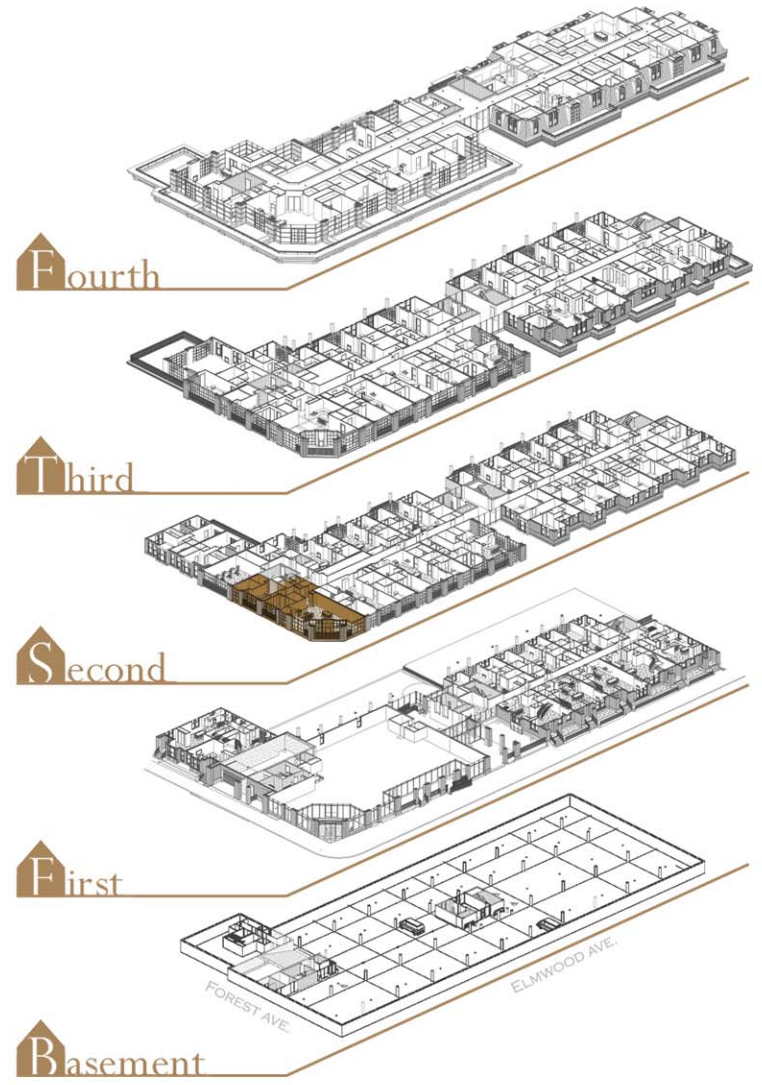 Fourth
Third
Second
First
FOREST AVE.
ELMWOOD AVE.
Basement